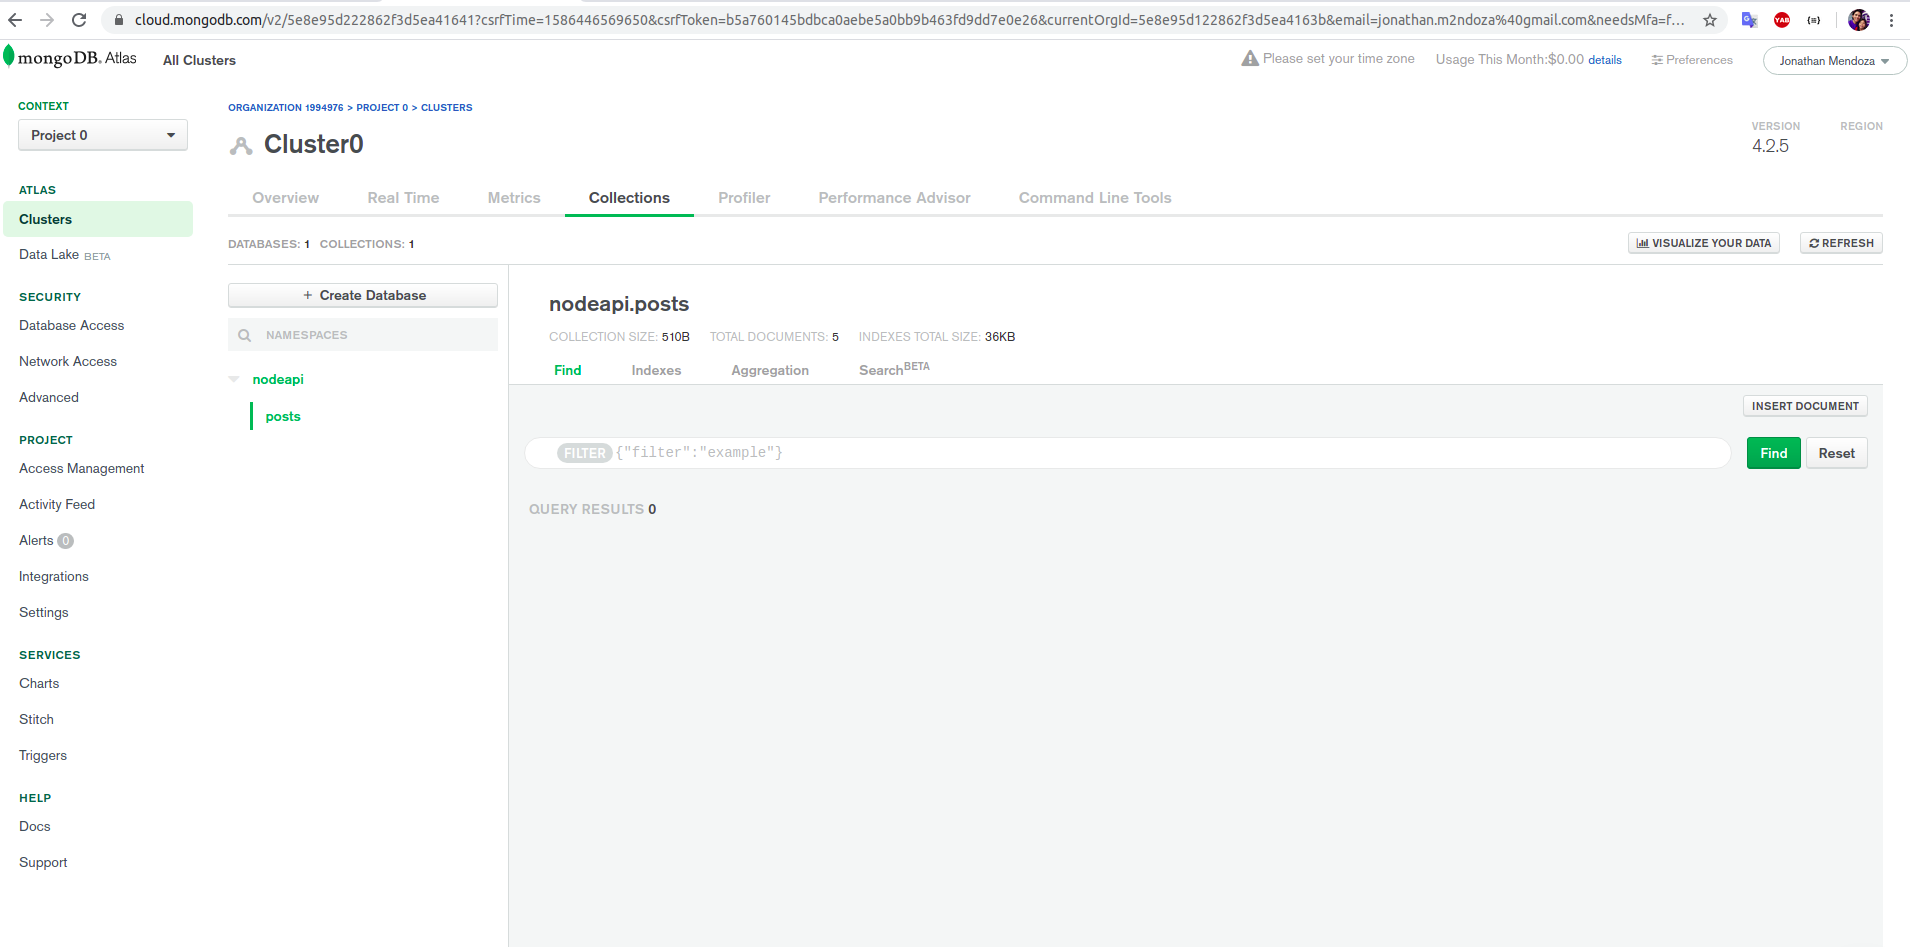 cloud.mongodb.com/v2/5e8e95d222862f3d5ea41641?csrfTime=1586446569650&csrfToken=b5a760145bdbca0aebe5a0bb9b463fd9dd7e0e26&currentOrgId=5e8e95d122862f3d5ea4163b&email=jonathan.m2ndoza%40gmail.com&needsMfa=f...
YAB
{≡}
mongoDB. Atlas
All Clusters
Please set your time zone
Usage This Month:$0.00 details
Preferences
Jonathan Mendoza
CONTEXT
Project 0
ATLAS
Clusters
Data Lake BETA
SECURITY
Database Access
Network Access
Advanced
PROJECT
Access Management
Activity Feed
Alerts 0
Integrations
Settings
SERVICES
Charts
Stitch
Triggers
HELP
Docs
Support
ORGANIZATION 1994976 > PROJECT 0 > CLUSTERS
Cluster0
VERSION
4.2.5
REGION
Overview
Real Time
Metrics
Collections
Profiler
Performance Advisor
Command Line Tools
DATABASES: 1 COLLECTIONS: 1
VISUALIZE YOUR DATA
REFRESH
+ Create Database
NAMESPACES
nodeapi
posts
nodeapi.posts
COLLECTION SIZE: 510B TOTAL DOCUMENTS: 5 INDEXES TOTAL SIZE: 36KB
Find
Indexes
Aggregation
Search BETA
INSERT DOCUMENT
FILTER {"filter":"example"}
Find
Reset
QUERY RESULTS 0